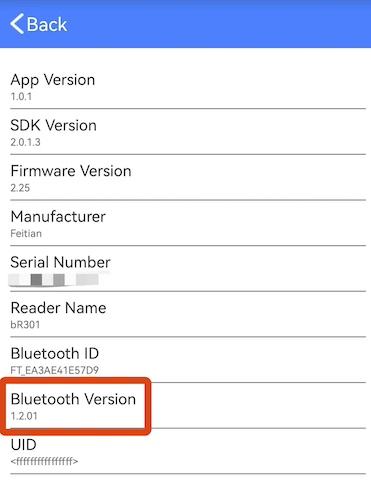 Back
App Version
1.0.1
SDK Version
2.0.1.3
Firmware Version
2.25
Manufacturer
Feitian
Serial Number
Reader Name
bR301
Bluetooth ID
FT_EA3AE41E57D9
Bluetooth Version
1.2.01
UID
<ffffffffffffffff>